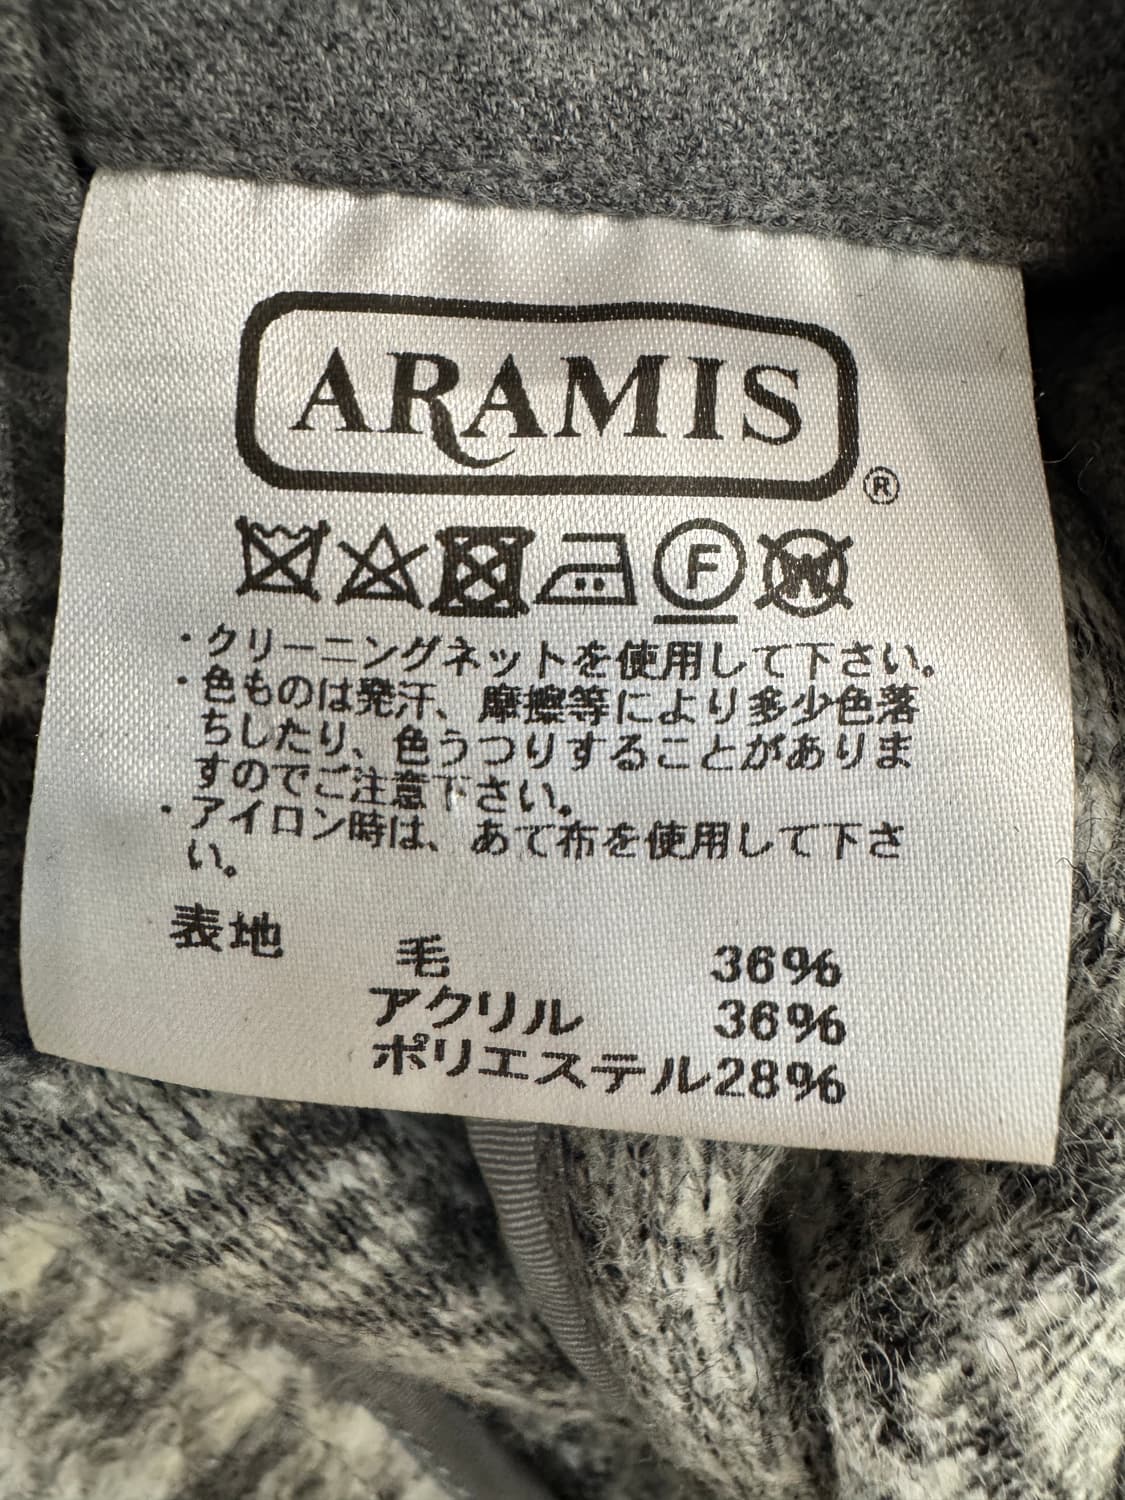 ARAMIS
®
F W
・クリーニングネットを使用して下さい。
・色ものは発汗、摩擦等により多少色落
ちしたり、色うつりすることがありま
すのでご注意下さい。
・アイロン時は、あて布を使用して下さ
い。
表地 毛 36%
アクリル 36%
ポリエステル28%